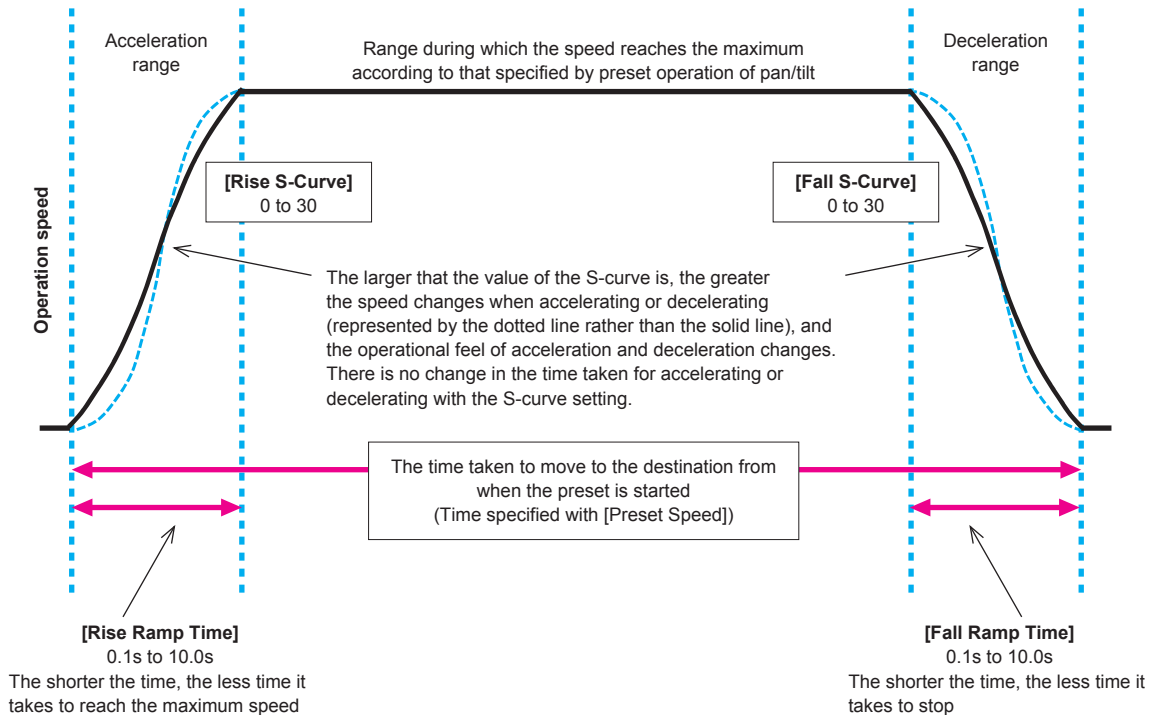 Acceleration
range
Range during which the speed reaches the maximum
according to that specified by preset operation of pan/tilt
Deceleration
range
Operation speed
[Rise S-Curve]
0 to 30
[Fall S-Curve]
0 to 30
The larger that the value of the S-curve is, the greater
the speed changes when accelerating or decelerating
(represented by the dotted line rather than the solid line), and
the operational feel of acceleration and deceleration changes.
There is no change in the time taken for accelerating or
decelerating with the S-curve setting.
The time taken to move to the destination from
when the preset is started
(Time specified with [Preset Speed])
[Rise Ramp Time]
0.1s to 10.0s
The shorter the time, the less time it
takes to reach the maximum speed
[Fall Ramp Time]
0.1s to 10.0s
The shorter the time, the less time it
takes to stop